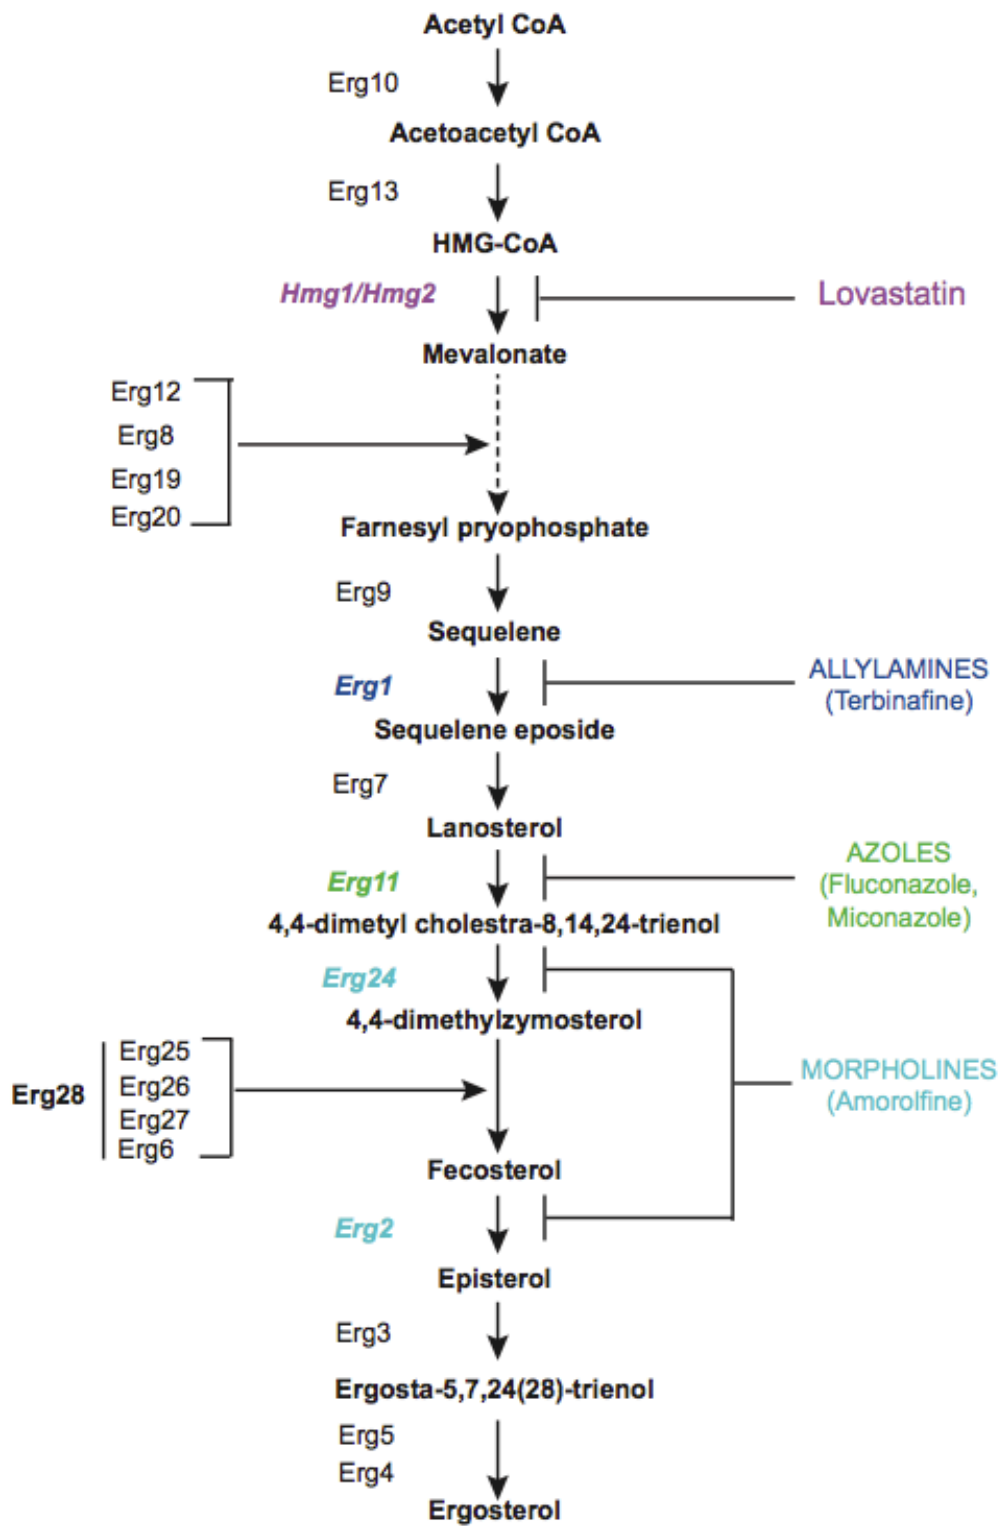 Acetyl CoA
Erg10
Acetoacetyl CoA
Erg13
HMG-CoA
Hmg1/Hmg2
Lovastatin
Mevalonate
Erg12
Erg8
Erg19
Erg20
Farnesyl pryophosphate
Erg9
Sequelene
Erg1
ALLYLAMINES
(Terbinafine)
Sequelene eposide
Erg7
Lanosterol
Erg11
AZOLES
(Fluconazole,
Miconazole)
4,4-dimetyl cholestra-8,14,24-trienol
Erg24
4,4-dimethylzymosterol
Erg28
Erg25
Erg26
Erg27
Erg6
MORPHOLINES
(Amorolfine)
Fecosterol
Erg2
Episterol
Erg3
Ergosta-5,7,24(28)-trienol
Erg5
Erg4
Ergosterol